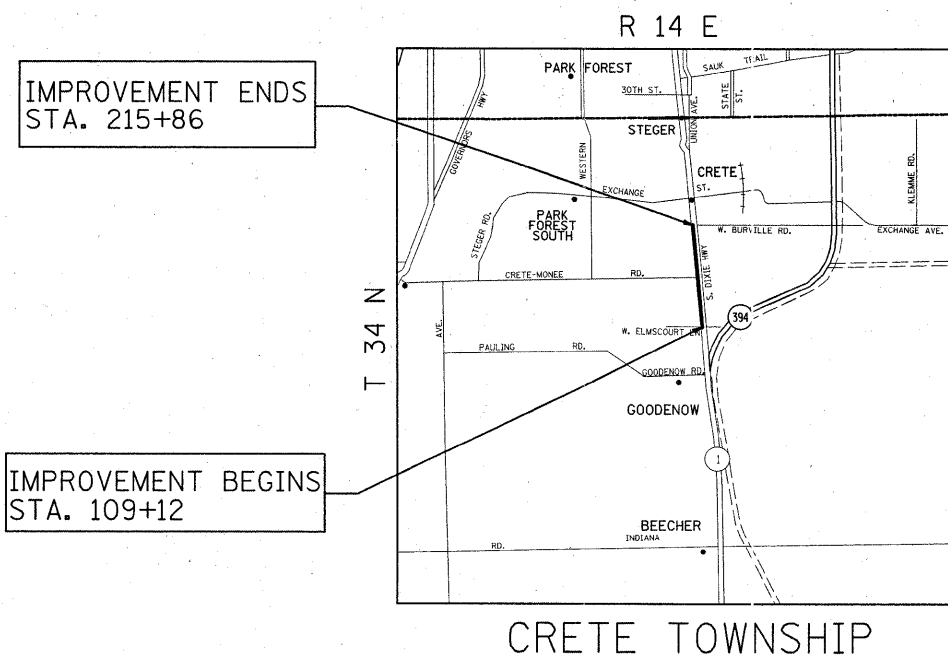 R 14 E
IMPROVEMENT ENDS
STA. 215+86
PARK FOREST
SAUK TRAIL
30TH ST.
STATE ST.
UNION AVE.
STEGER
GOVERNORS HWY
WESTERN
CRETE
KLEMME RD.
EXCHANGE ST.
STEGER RD.
PARK
FOREST
SOUTH
W. BURVILLE RD.
EXCHANGE AVE.
S. DIXIE HWY
CRETE-MONEE RD.
T 34 N
AVE.
394
W. ELMSCOURT LN
PAULING RD.
GOODENOW RD.
GOODENOW
1
IMPROVEMENT BEGINS
STA. 109+12
BEECHER
INDIANA
RD.
CRETE TOWNSHIP